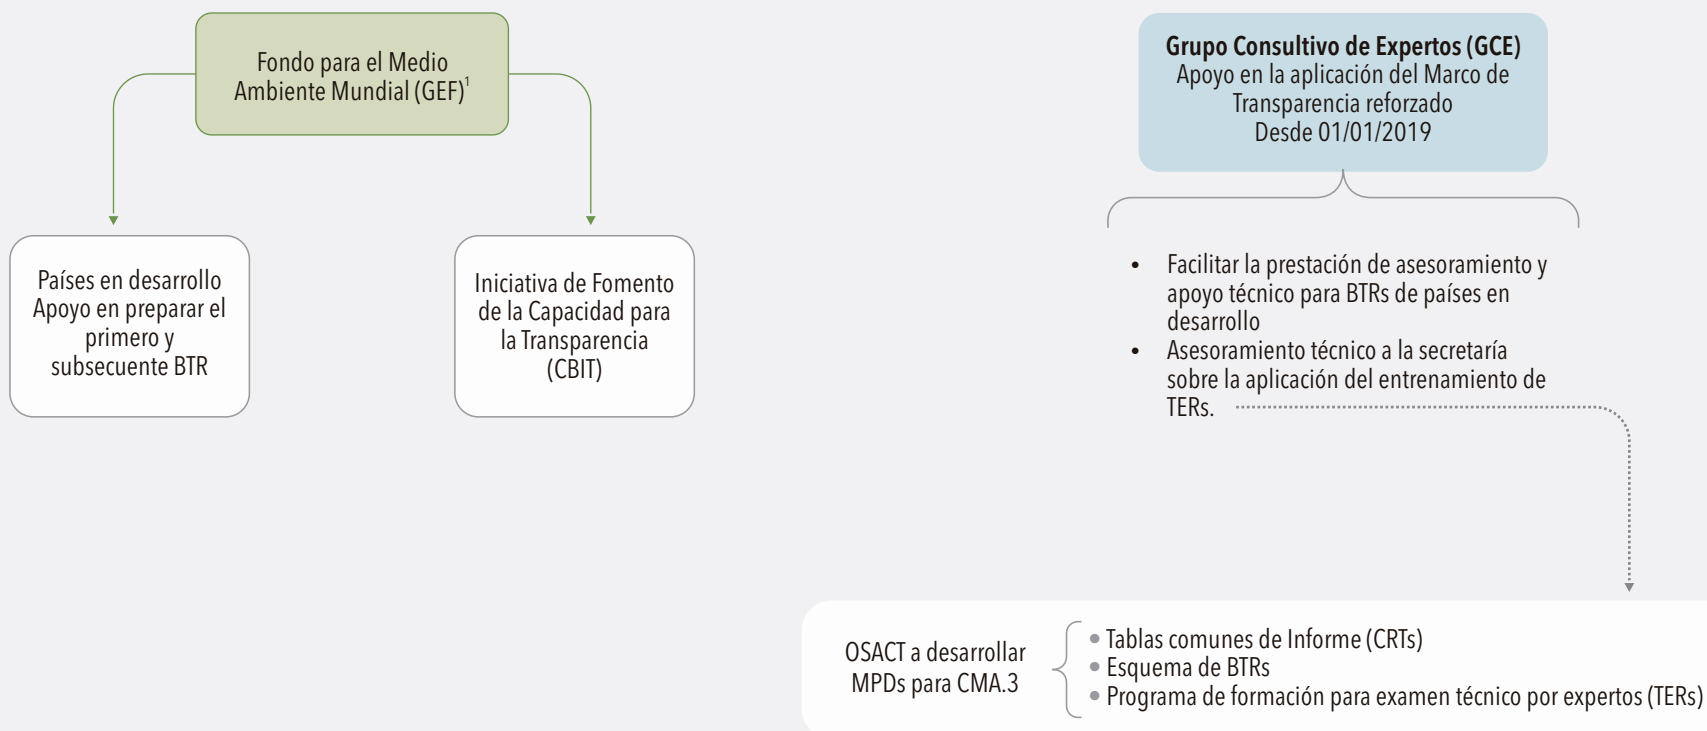 Fondo para el Medio
Ambiente Mundial (GEF)¹
Países en desarrollo
Apoyo en preparar el
primero y
subsecuente BTR
Iniciativa de Fomento
de la Capacidad para
la Transparencia
(CBIT)
Grupo Consultivo de Expertos (GCE)
Apoyo en la aplicación del Marco de
Transparencia reforzado
Desde 01/01/2019
• Facilitar la prestación de asesoramiento y
apoyo técnico para BTRs de países en
desarrollo
• Asesoramiento técnico a la secretaría
sobre la aplicación del entrenamiento de
TERs.
OSACT a desarrollar
MPDs para CMA.3
• Tablas comunes de Informe (CRTs)
• Esquema de BTRs
• Programa de formación para examen técnico por expertos (TERs)